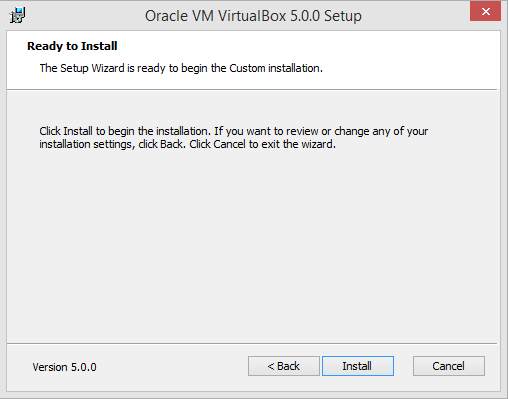 Oracle VM VirtualBox 5.0.0 Setup
Ready to Install
The Setup Wizard is ready to begin the Custom installation.
Click Install to begin the installation. If you want to review or change any of your
installation settings, click Back. Click Cancel to exit the wizard.
Version 5.0.0
< Back
Install
Cancel